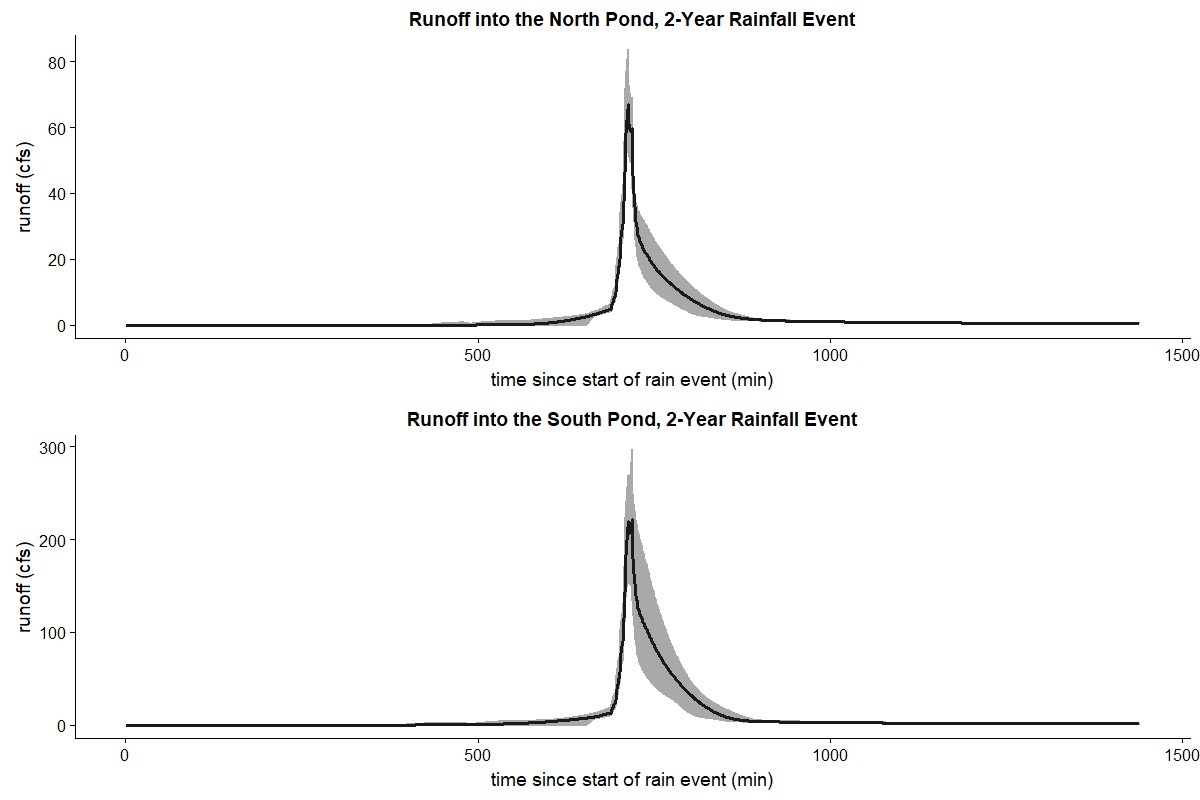 Runoff into the North Pond, 2-Year Rainfall Event
80
60
40
20
0
runoff (cfs)
0 500 1000 1500
time since start of rain event (min)
Runoff into the South Pond, 2-Year Rainfall Event
300
200
100
0
runoff (cfs)
0 500 1000 1500
time since start of rain event (min)